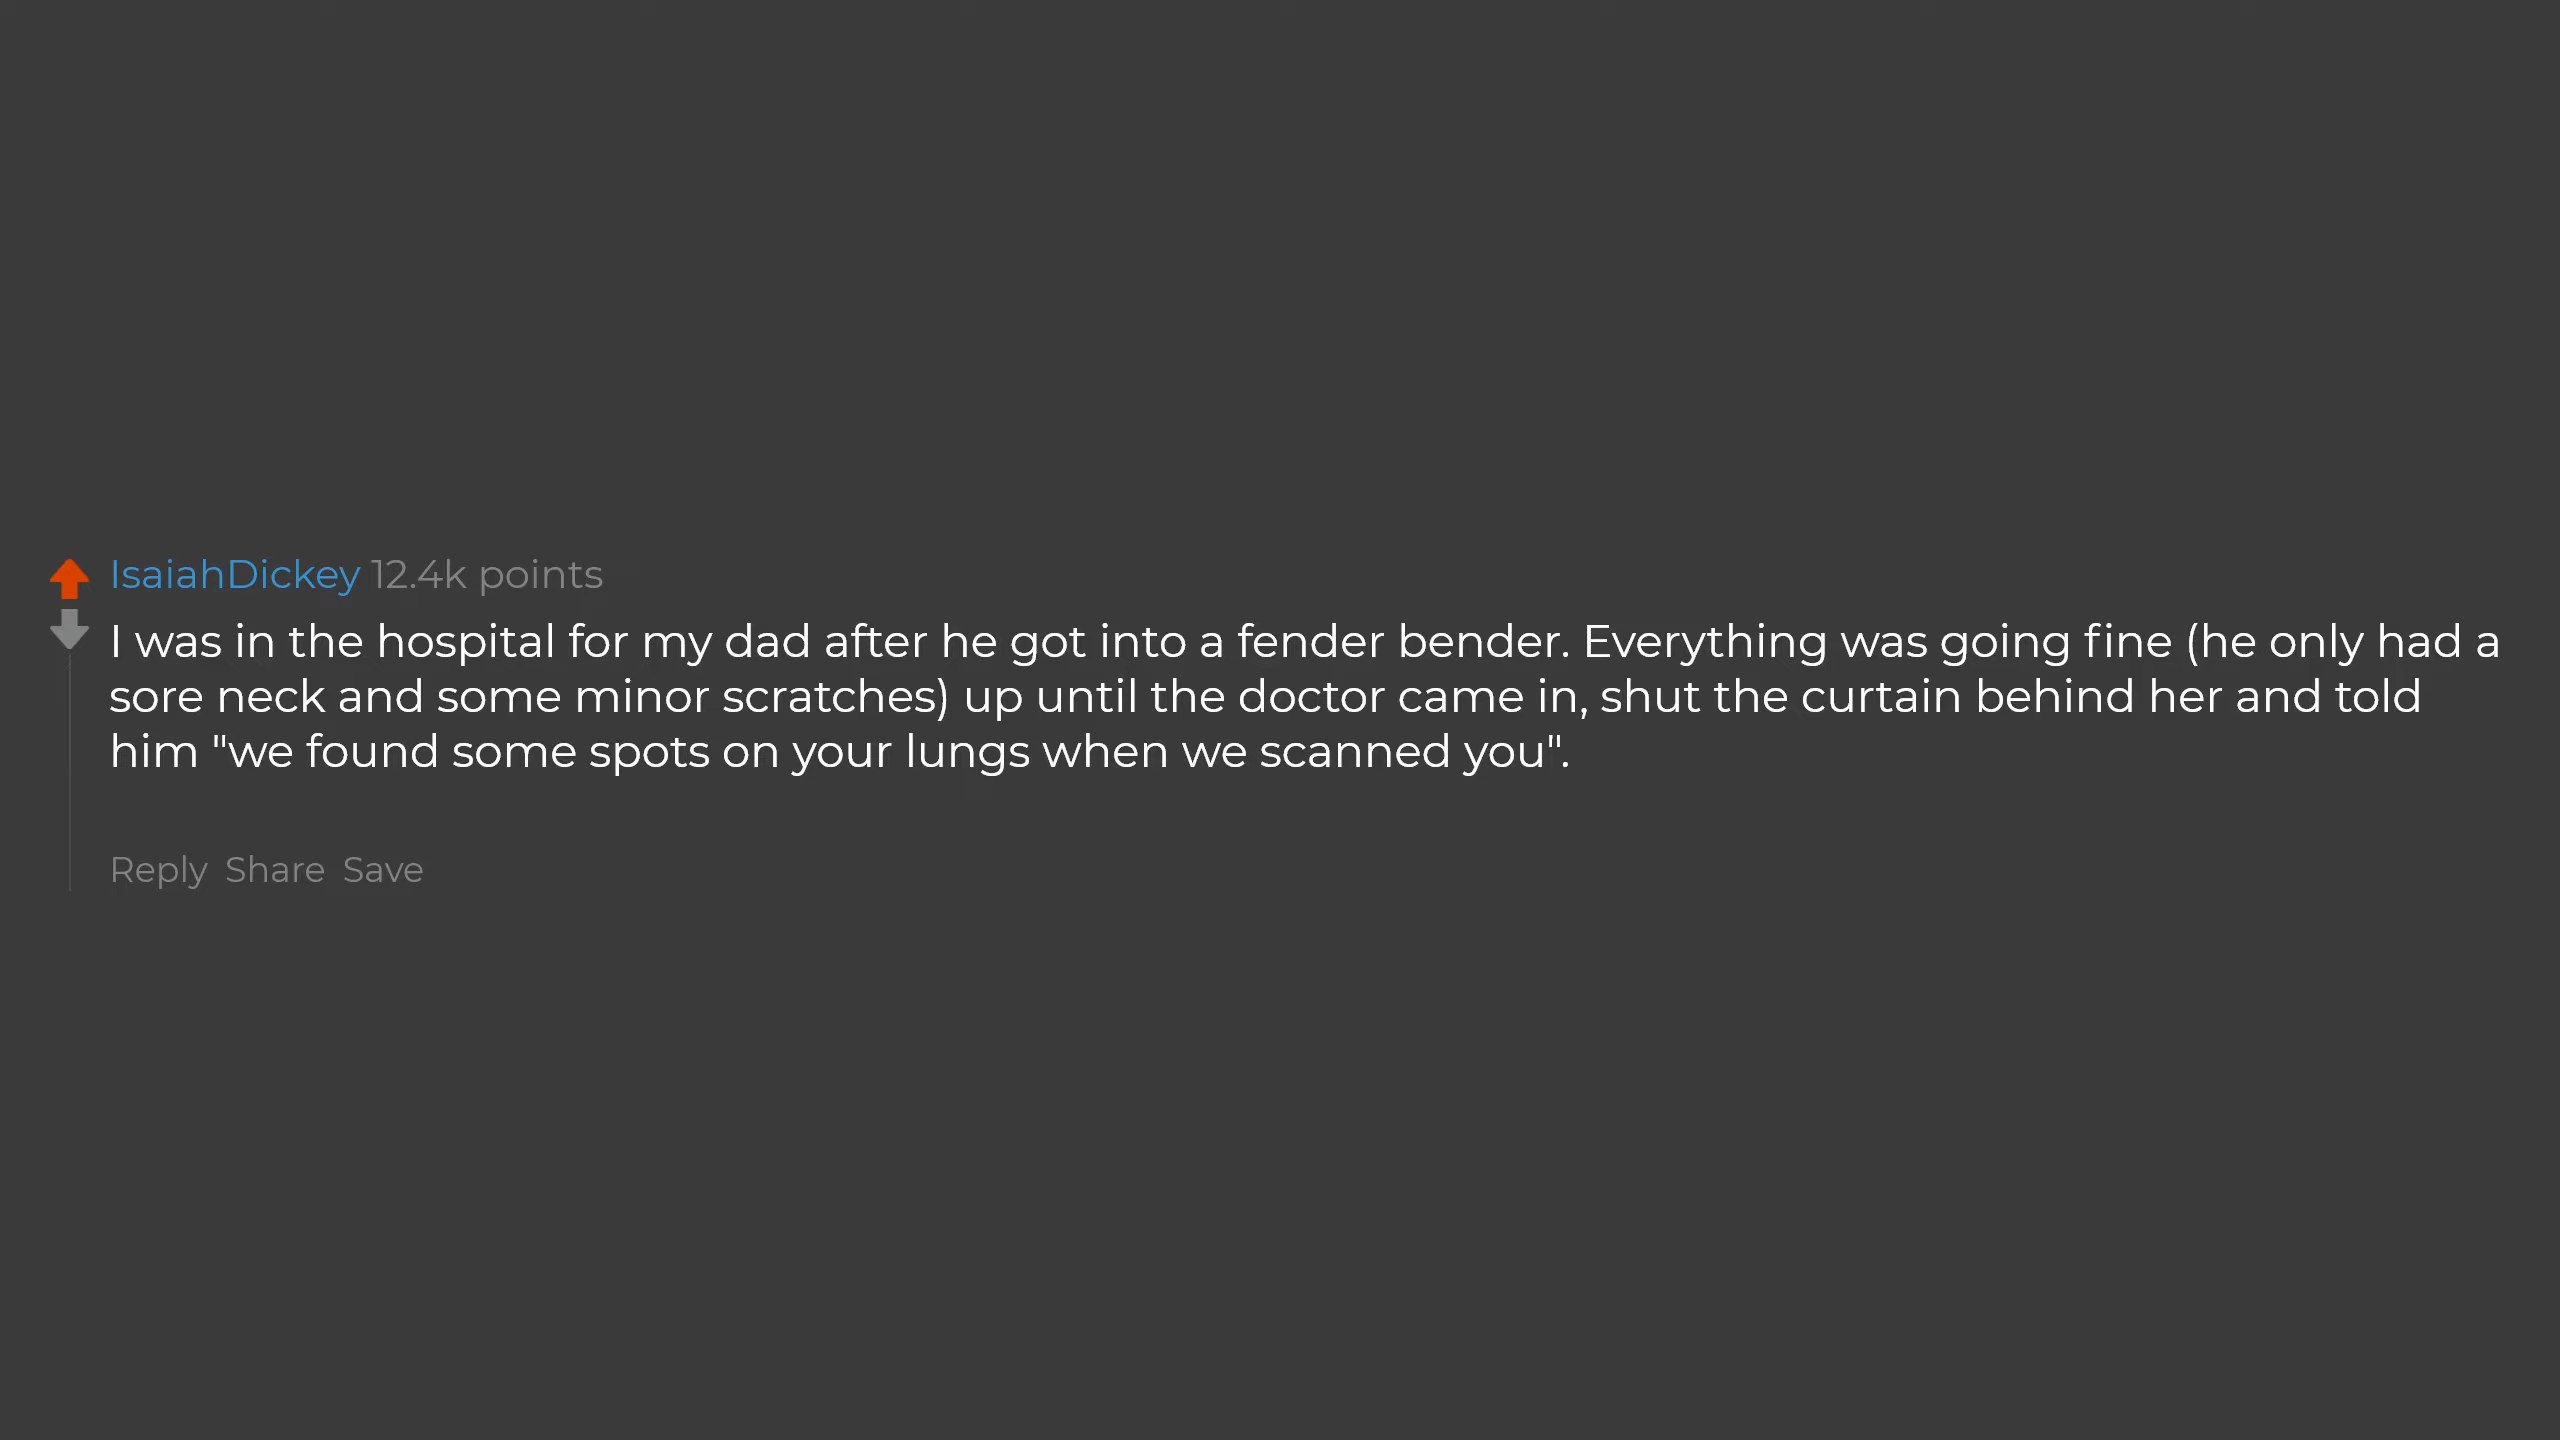 IsaiahDickey 12.4k points
I was in the hospital for my dad after he got into a fender bender. Everything was going fine (he only had a
sore neck and some minor scratches) up until the doctor came in, shut the curtain behind her and told
him "we found some spots on your lungs when we scanned you".
Reply Share Save